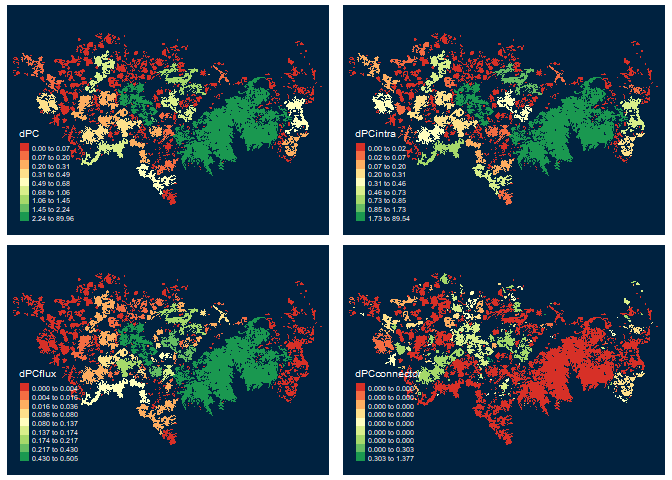 dPC
0.00 to 0.07
0.07 to 0.20
0.20 to 0.31
0.31 to 0.49
0.49 to 0.68
0.68 to 1.06
1.06 to 1.45
1.45 to 2.24
2.24 to 89.96
dPCintra
0.00 to 0.02
0.02 to 0.07
0.07 to 0.20
0.20 to 0.31
0.31 to 0.46
0.46 to 0.73
0.73 to 0.85
0.85 to 1.73
1.73 to 89.54
dPCflux
0.000 to 0.004
0.004 to 0.016
0.016 to 0.036
0.036 to 0.080
0.080 to 0.137
0.137 to 0.174
0.174 to 0.217
0.217 to 0.430
0.430 to 0.505
dPCconnector
0.000 to 0.000
0.000 to 0.000
0.000 to 0.000
0.000 to 0.000
0.000 to 0.000
0.000 to 0.000
0.000 to 0.000
0.000 to 0.303
0.303 to 1.377